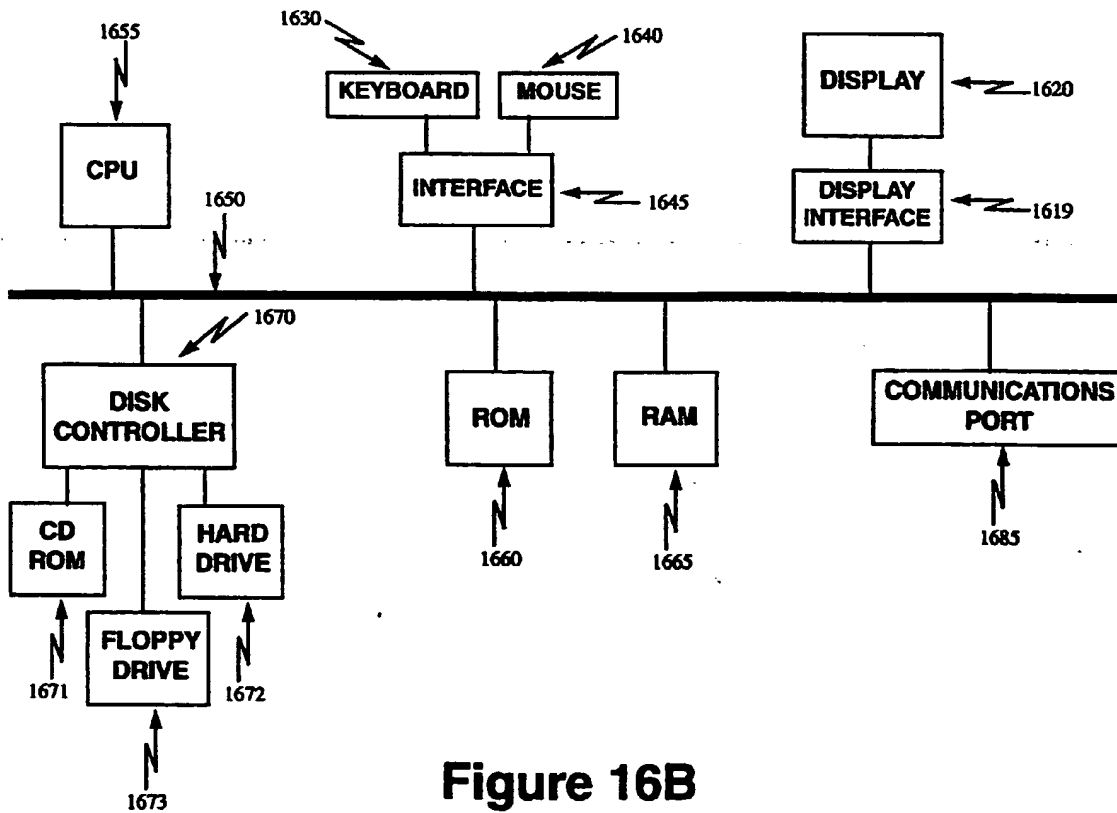 1655
1630
1640
KEYBOARD
MOUSE
DISPLAY
1620
CPU
INTERFACE
1645
DISPLAY
INTERFACE
1619
1650
1670
DISK
CONTROLLER
ROM
RAM
COMMUNICATIONS
PORT
CD
ROM
HARD
DRIVE
1660
1665
1685
FLOPPY
DRIVE
1671
1672
1673
Figure 16B